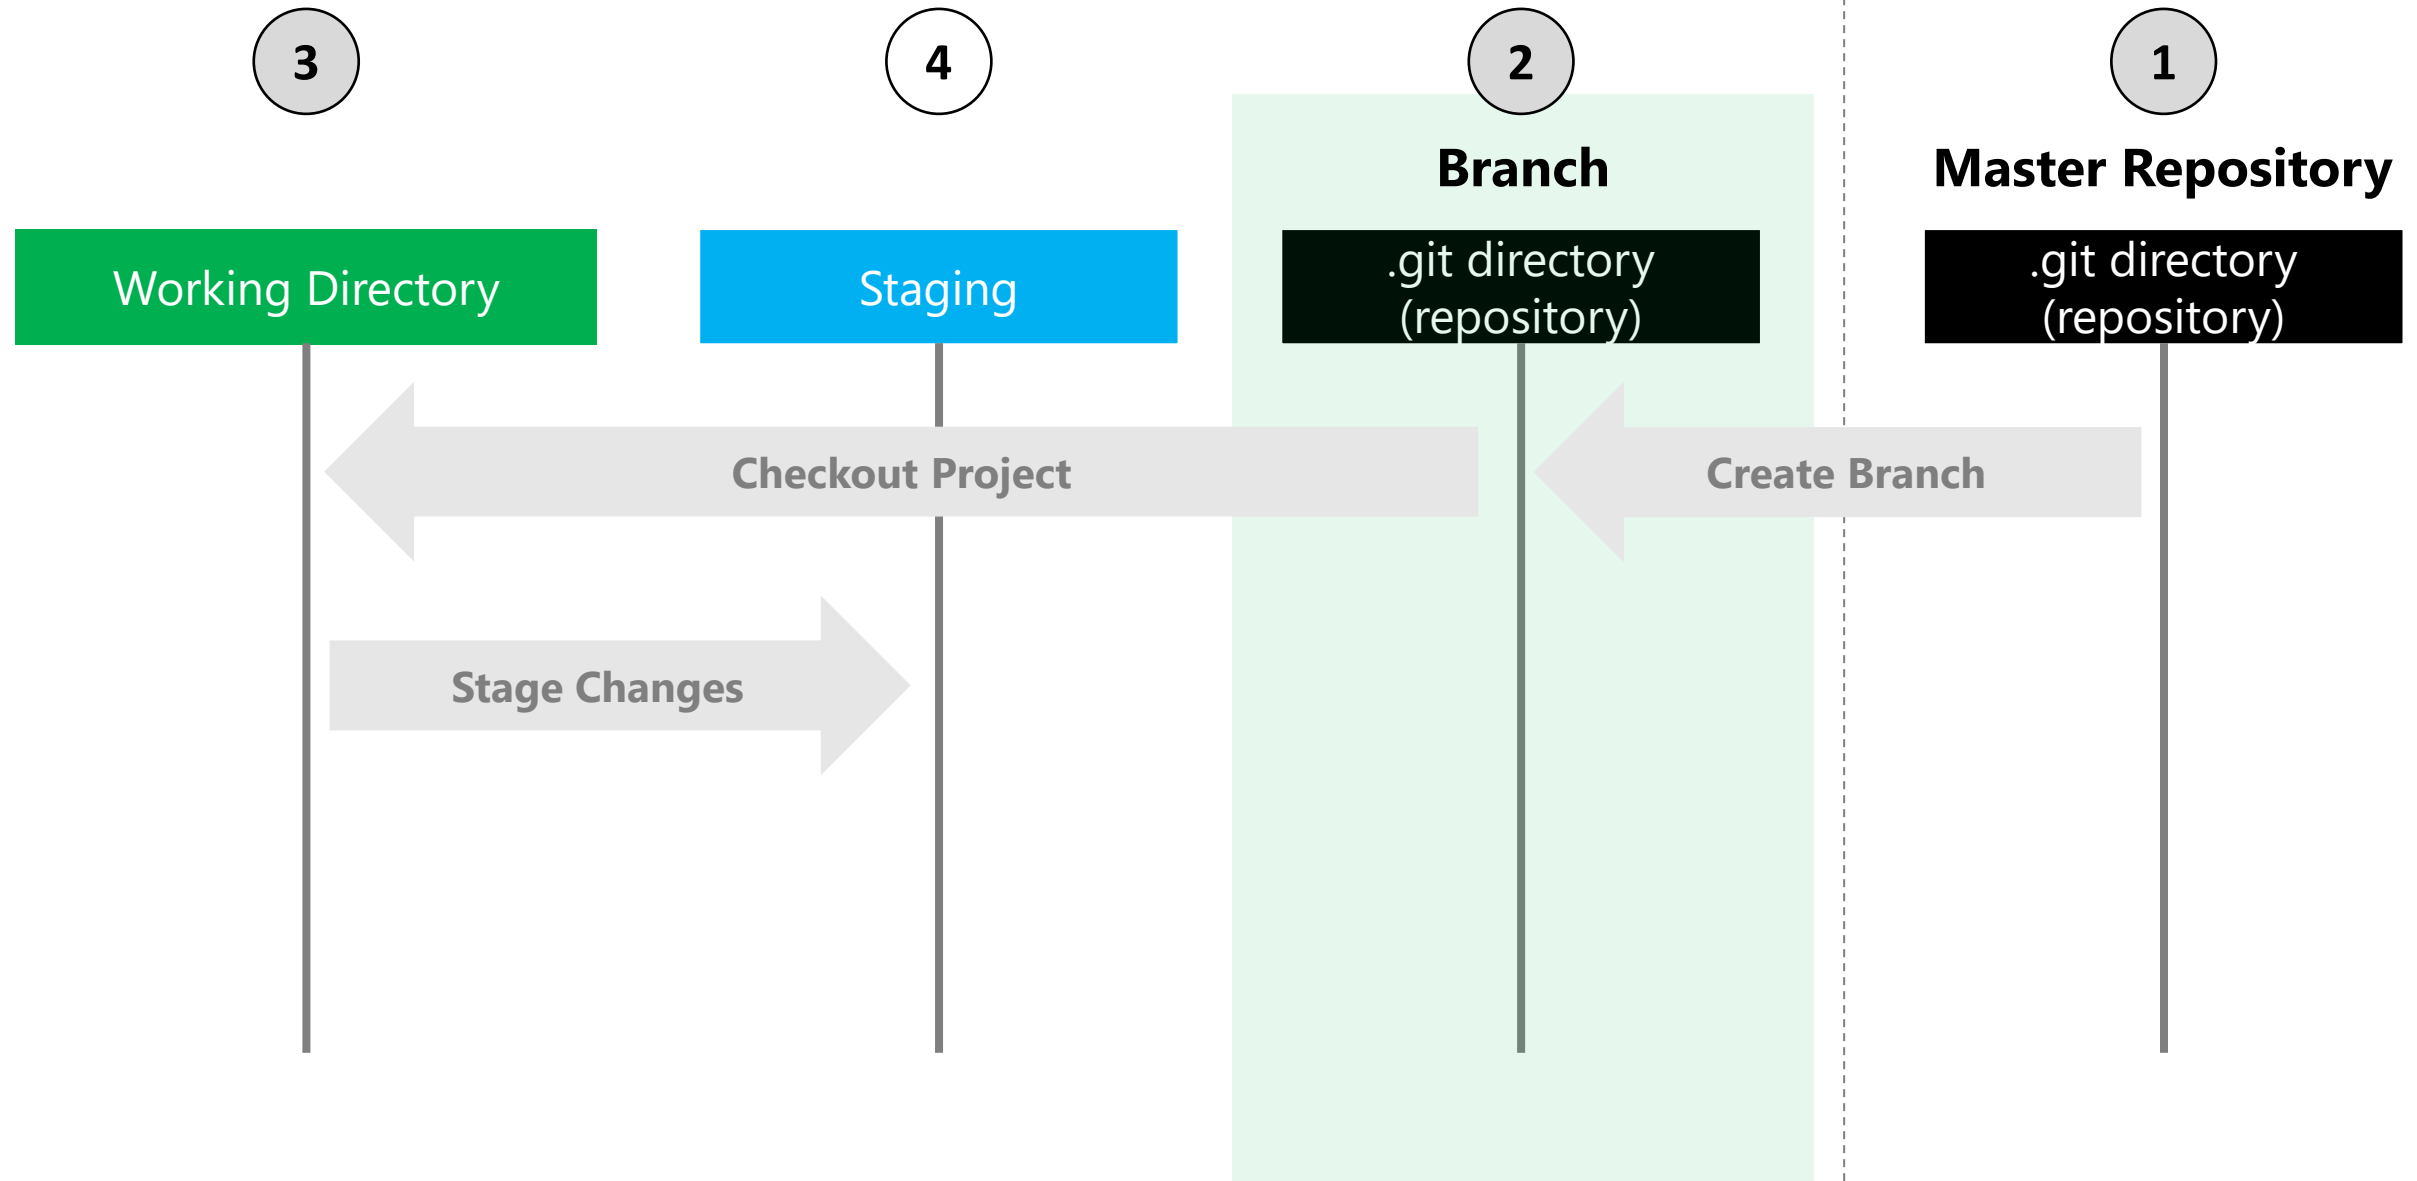 3
4
2
1
Branch
Master Repository
Working Directory
Staging
.git directory
(repository)
.git directory
(repository)
Checkout Project
Create Branch
Stage Changes